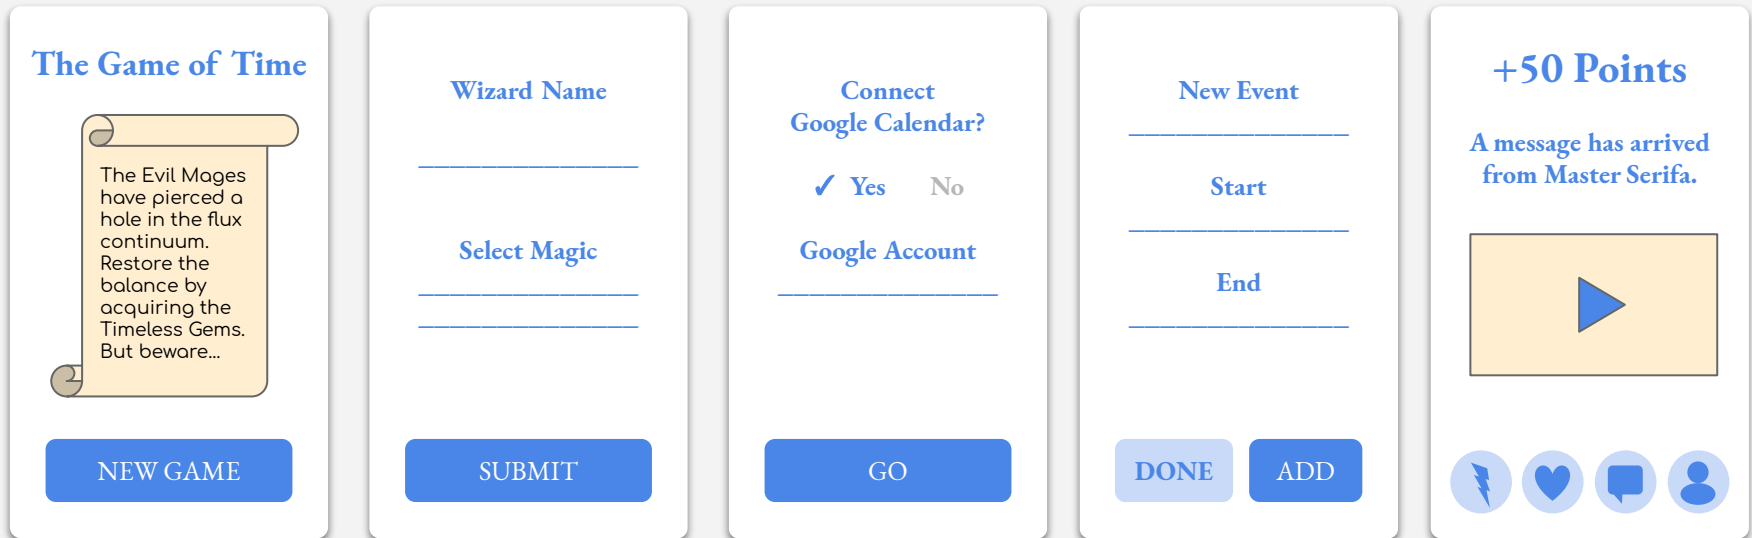 The Game of Time
The Evil Mages
have pierced a
hole in the flux
continuum.
Restore the
balance by
acquiring the
Timeless Gems.
But beware...
NEW GAME
Wizard Name
Select Magic
SUBMIT
Connect
Google Calendar?
✓ Yes No
Google Account
GO
New Event
Start
End
DONE ADD
+50 Points
A message has arrived
from Master Serifa.